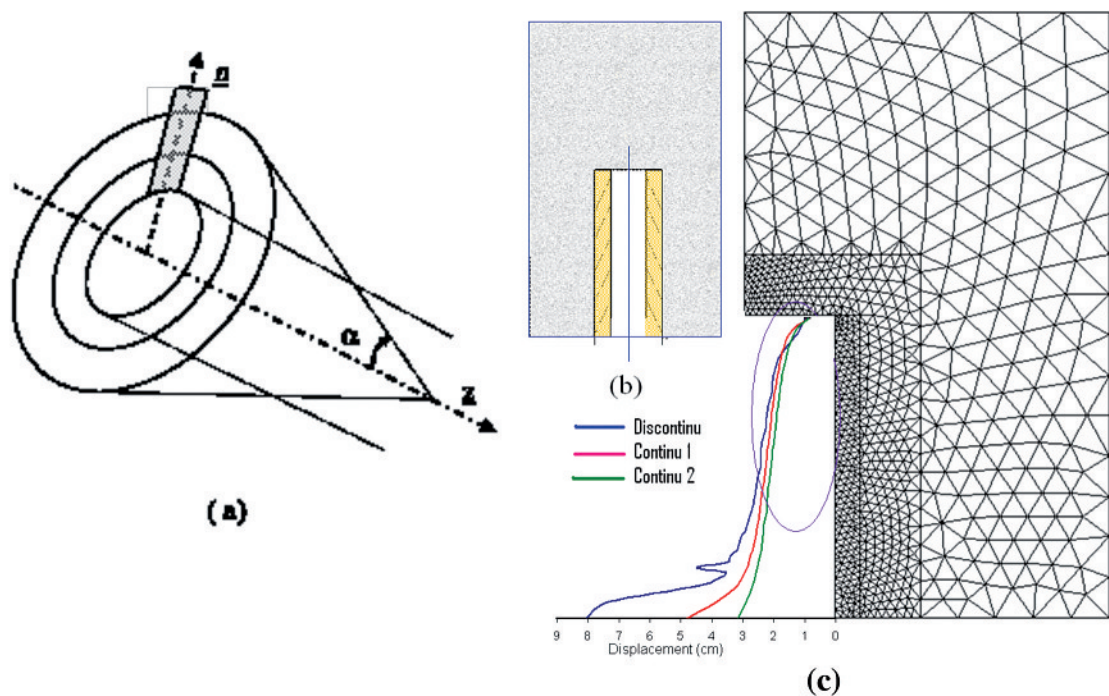 n
α
z
(a)
(b)
Discontinu
Continu 1
Continu 2
9 8 7 6 5 4 3 2 1 0
Displacement (cm)
(c)